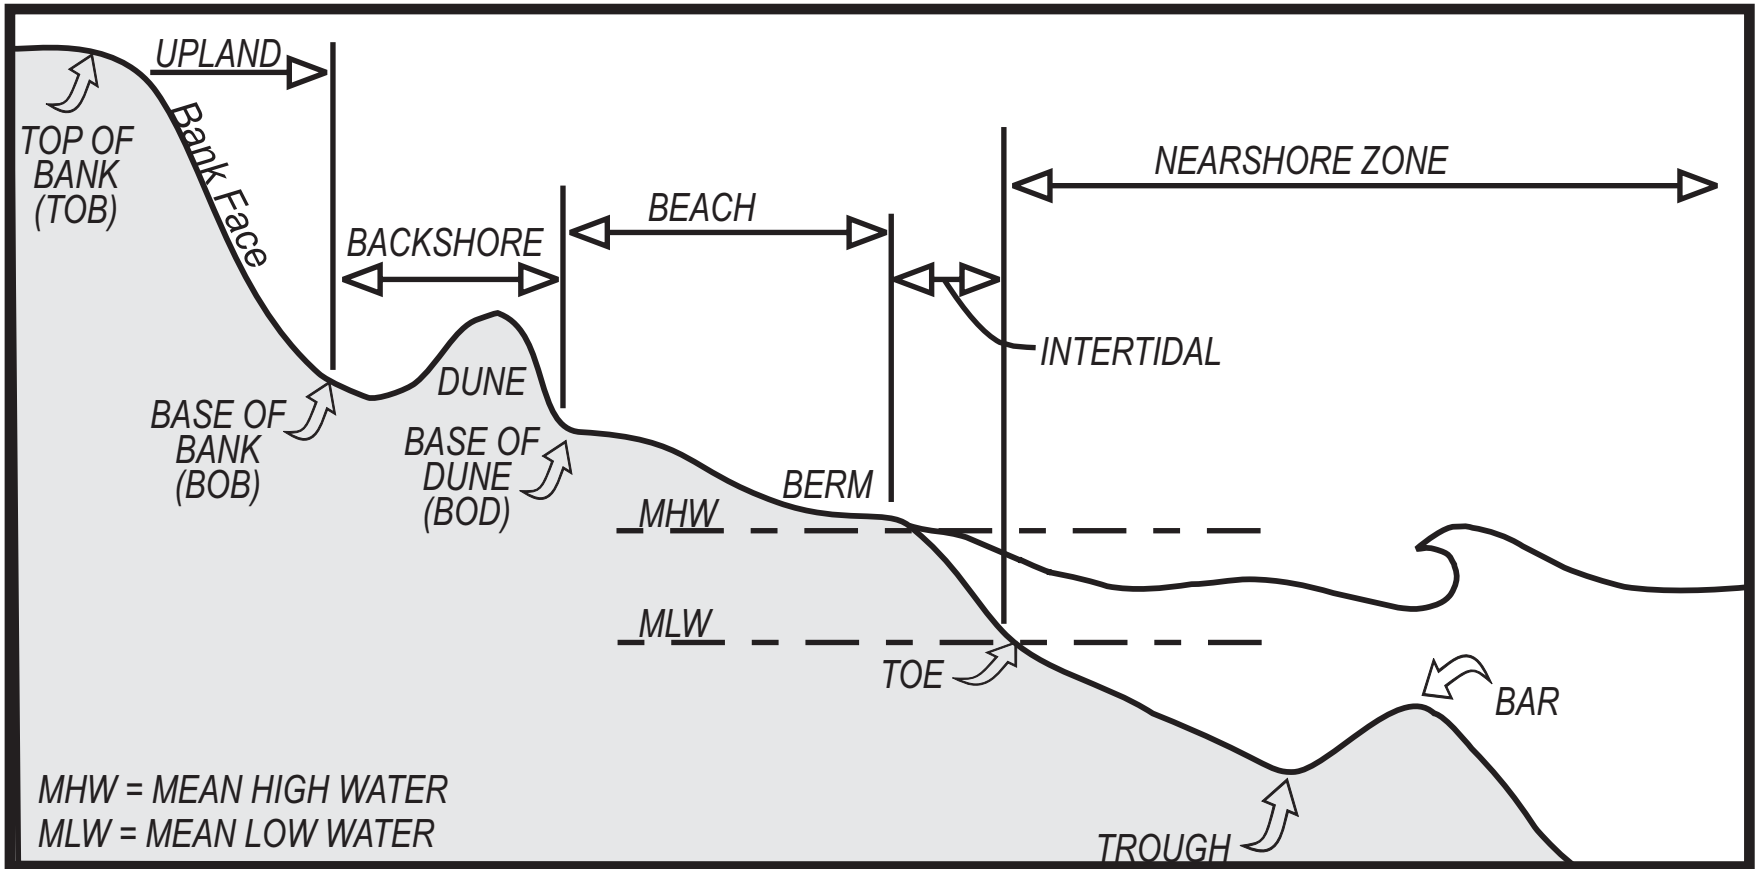 UPLAND
TOP OF
BANK
(TOB)
Bank Face
NEARSHORE ZONE
BEACH
BACKSHORE
INTERTIDAL
DUNE
BASE OF
BANK
(BOB)
BASE OF
DUNE
(BOD)
BERM
MHW
MLW
TOE
BAR
TROUGH
MHW = MEAN HIGH WATER
MLW = MEAN LOW WATER